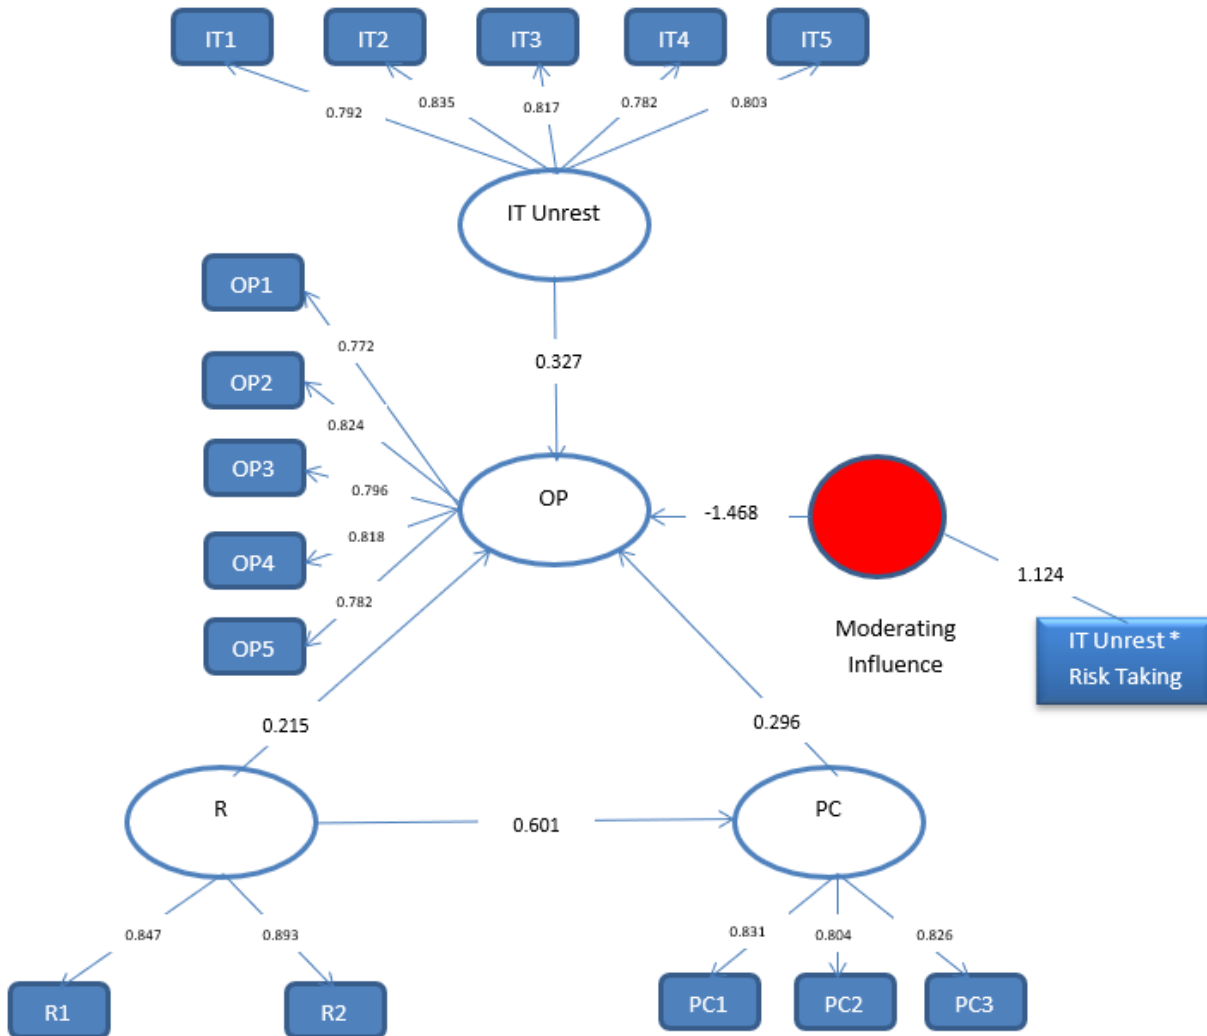 IT1
IT2
IT3
IT4
IT5
0.792
0.835
0.817
0.782
0.803
IT Unrest
OP1
0.772
0.327
OP2
0.824
OP3
0.796
OP
-1.468
OP4
0.818
1.124
0.782
OP5
Moderating
Influence
IT Unrest *
Risk Taking
0.215
0.296
R
0.601
PC
0.847
0.893
0.831
0.804
0.826
R1
R2
PC1
PC2
PC3